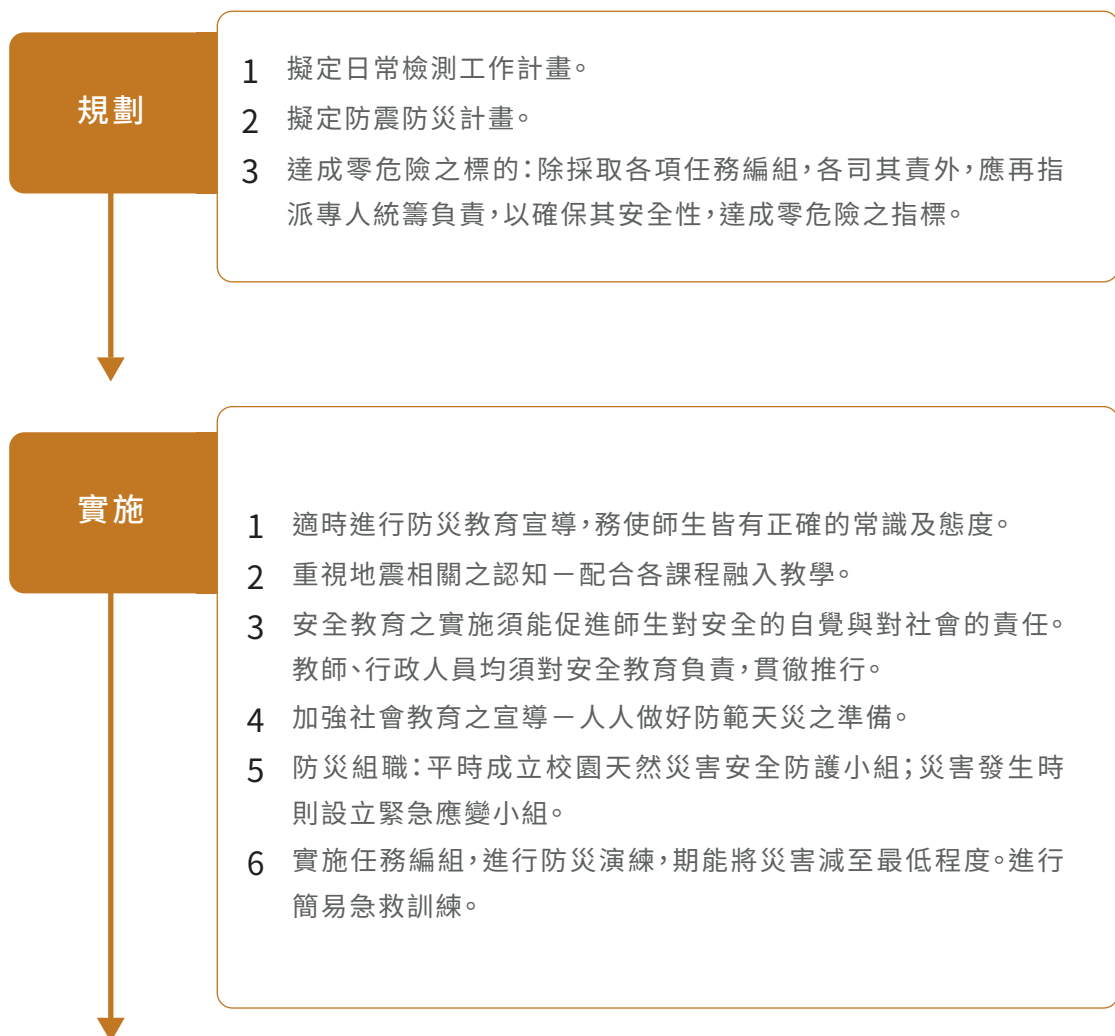 規劃
1 擬定日常檢測工作計畫。
2 擬定防震防災計畫。
3 達成零危險之標的：除採取各項任務編組，各司其責外，應再指
派專人統籌負責，以確保其安全性，達成零危險之指標。
實施
1 適時進行防災教育宣導，務使師生皆有正確的常識及態度。
2 重視地震相關之認知－配合各課程融入教學。
3 安全教育之實施須能促進師生對安全的自覺與對社會的責任。
教師、行政人員均須對安全教育負責，貫徹推行。
4 加強社會教育之宣導－人人做好防範天災之準備。
5 防災組職：平時成立校園天然災害安全防護小組；災害發生時
則設立緊急應變小組。
6 實施任務編組，進行防災演練，期能將災害減至最低程度。進行
簡易急救訓練。